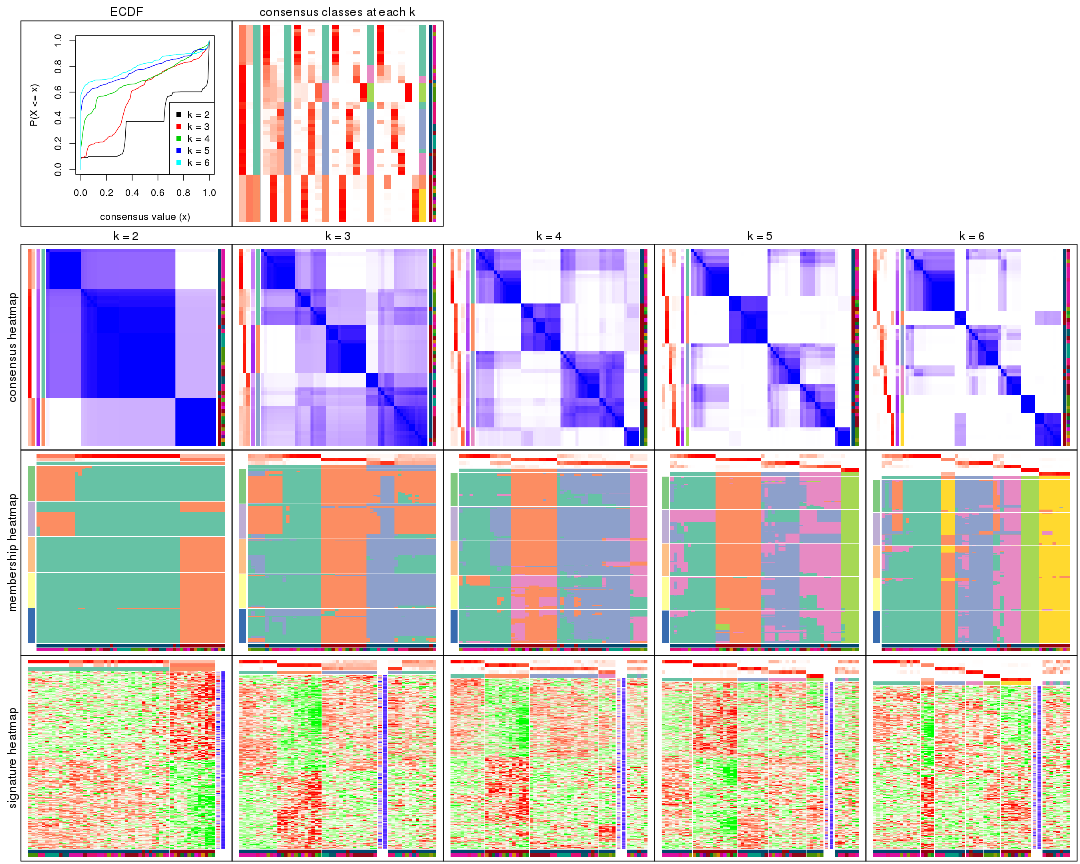 ECDF
consensus classes at each k
P(X <= x)
0.0 0.2 0.4 0.6 0.8 1.0
k = 2
k = 3
k = 4
k = 5
k = 6
0.0 0.2 0.4 0.6 0.8 1.0
consensus value (x)
k = 2 k = 3 k = 4 k = 5 k = 6
consensus heatmap
membership heatmap
signature heatmap